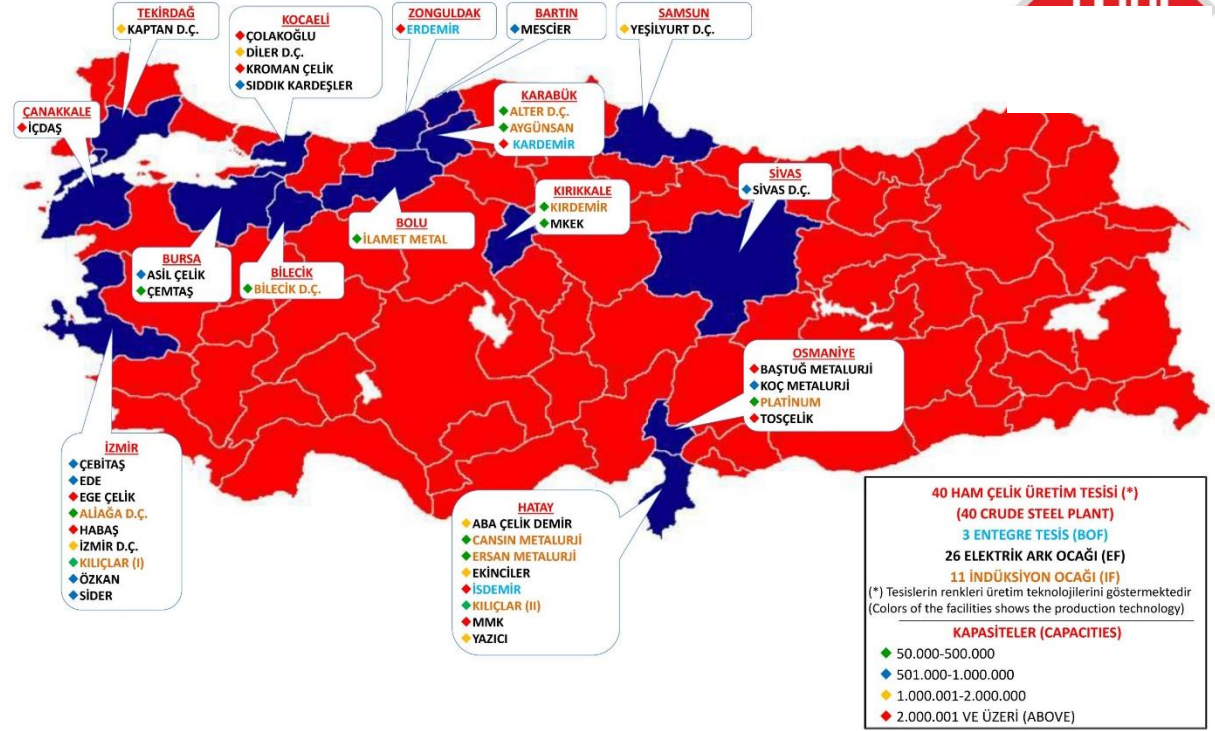 TEKİRDAĞ
KAPTAN D.Ç.
KOCAELİ
ÇOLAKOĞLU
DİLER D.Ç.
KROMAN ÇELİK
SIDDIK KARDEŞLER
ZONGULDAK
ERDEMİR
BARTIN
MESCİER
SAMSUN
YEŞİLYURT D.Ç.
ÇANAKKALE
İÇDAŞ
KARABÜK
ALTER D.Ç.
AYGÜNSAN
KARDEMİR
SİVAS
SİVAS D.Ç.
KIRIKKALE
KIRDEMİR
MKEK
BOLU
İLAMET METAL
BURSA
ASİL ÇELİK
ÇEMTAŞ
BİLECİK
BİLECİK D.Ç.
OSMANİYE
BAŞTUĞ METALURJİ
KOÇ METALURJİ
PLATINUM
TOSÇELİK
İZMİR
ÇEBİTAŞ
EDE
EGE ÇELİK
ALİAĞA D.Ç.
HABAŞ
İZMİR D.Ç.
KILIÇLAR (I)
ÖZKAN
SİDER
HATAY
ABA ÇELİK DEMİR
CANSIN METALURJİ
ERSAN METALURJİ
EKİNCİLER
İSDEMİR
KILIÇLAR (II)
MMK
YAZICI
40 HAM ÇELİK ÜRETİM TESİSİ (*)
(40 CRUDE STEEL PLANT)
3 ENTEGRE TESİS (BOF)
26 ELEKTRİK ARK OCAĞI (EF)
11 İNDÜKSİYON OCAĞI (IF)
(*) Tesislerin renkleri üretim teknolojilerini göstermektedir
(Colors of the facilities shows the production technology)
KAPASİTELER (CAPACITIES)
50.000-500.000
501.000-1.000.000
1.000.001-2.000.000
2.000.001 VE ÜZERİ (ABOVE)